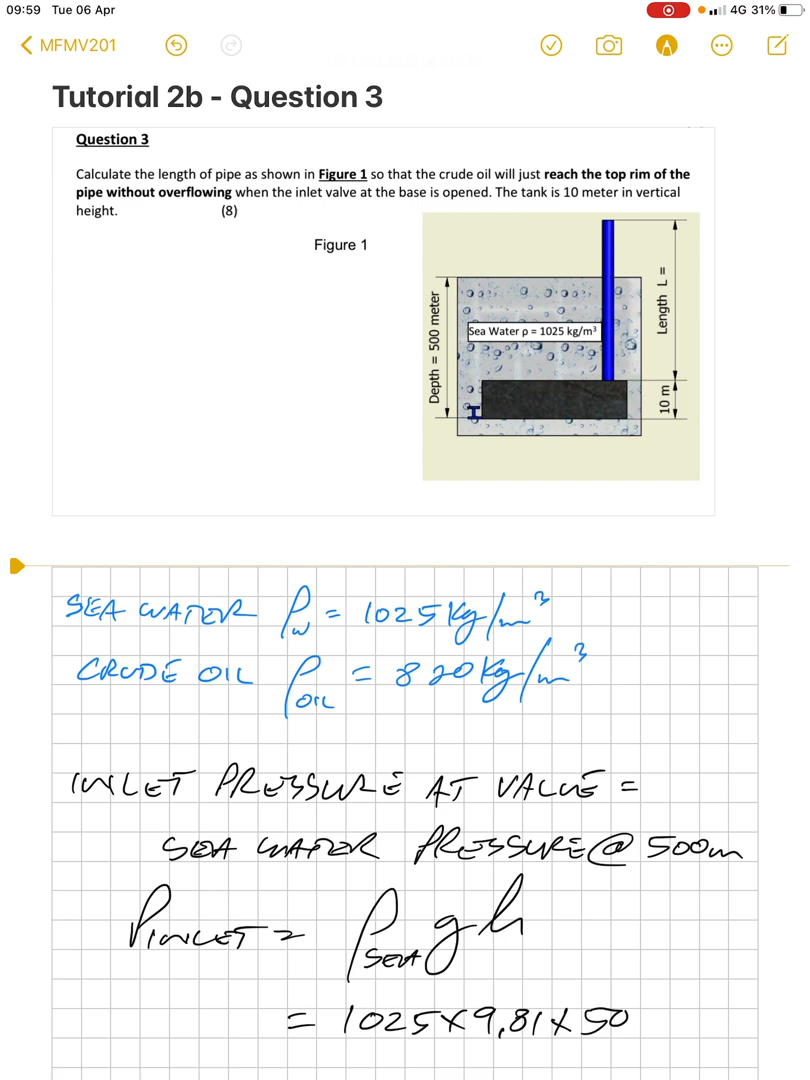 09:59 Tue 06 Apr
4G 31%
MFMV201
Tutorial 2b - Question 3
Question 3
Calculate the length of pipe as shown in Figure 1 so that the crude oil will just reach the top rim of the
pipe without overflowing when the inlet valve at the base is opened. The tank is 10 meter in vertical
height. (8)
Figure 1
Depth = 500 meter
Sea Water ρ = 1025 kg/m³
Length L =
10 m
SEA WATER ρw = 1025 kg/m³
CRUDE OIL ρOIL = 820 kg/m³
INLET PRESSURE AT VALVE =
SEA WATER PRESSURE @ 500m
PINLET = ρSEA gh
= 1025 x 9,81 x 50